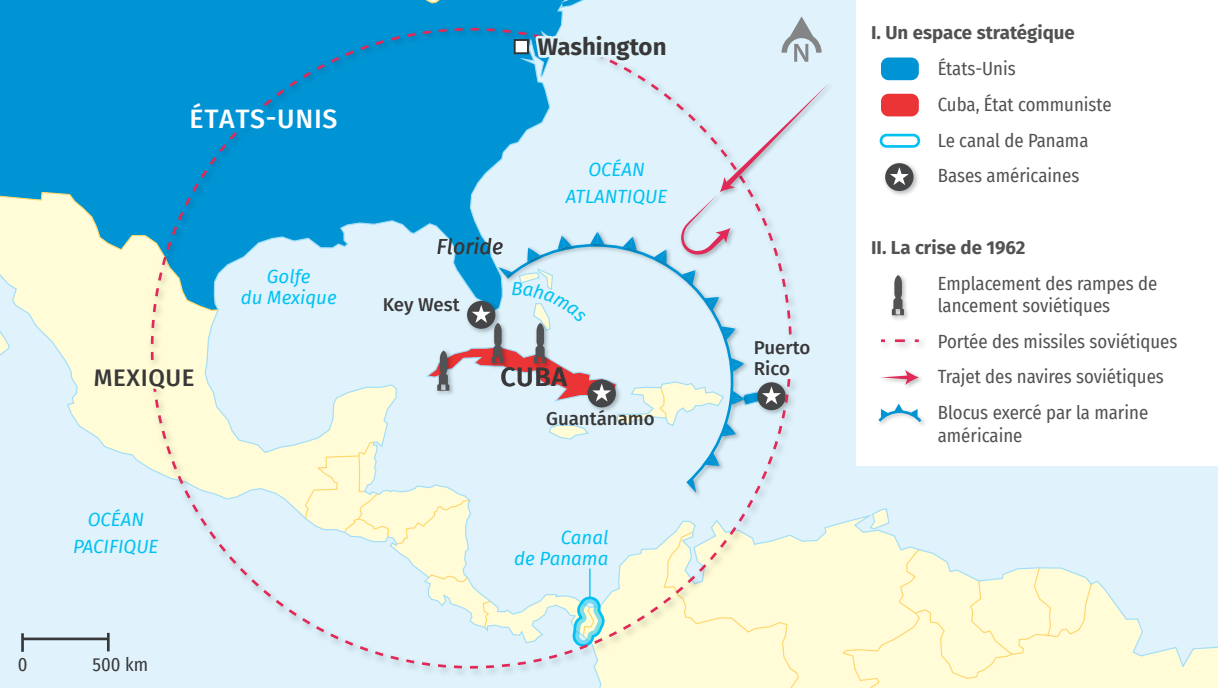 Washington
N
ÉTATS-UNIS
OCÉAN
ATLANTIQUE
Floride
Golfe
du Mexique
Bahamas
Key West
MEXIQUE
CUBA
Puerto
Rico
Guantánamo
OCÉAN
PACIFIQUE
Canal
de Panama
0 500 km
I. Un espace stratégique
États-Unis
Cuba, État communiste
Le canal de Panama
Bases américaines
II. La crise de 1962
Emplacement des rampes de
lancement soviétiques
Portée des missiles soviétiques
Trajet des navires soviétiques
Blocus exercé par la marine
américaine